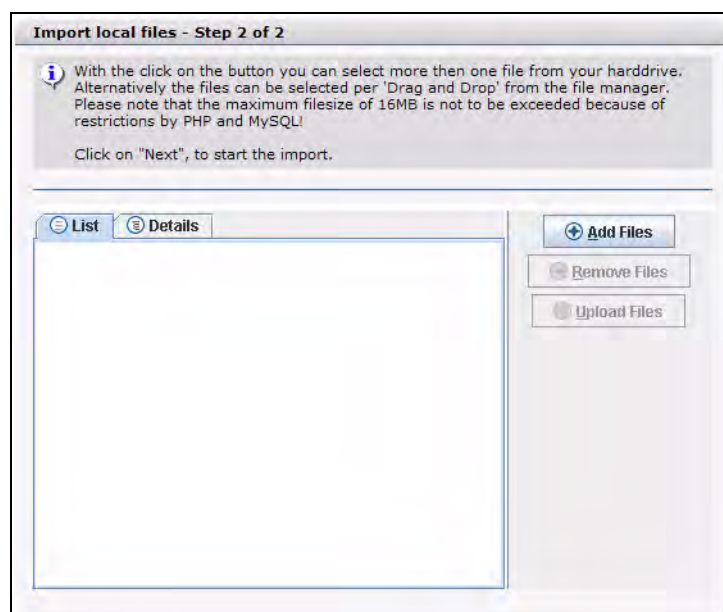 Import local files - Step 2 of 2
With the click on the button you can select more then one file from your harddrive.
Alternatively the files can be selected per 'Drag and Drop' from the file manager.
Please note that the maximum filesize of 16MB is not to be exceeded because of
restrictions by PHP and MySQL!
Click on "Next", to start the import.
List Details
Add Files
Remove Files
Upload Files